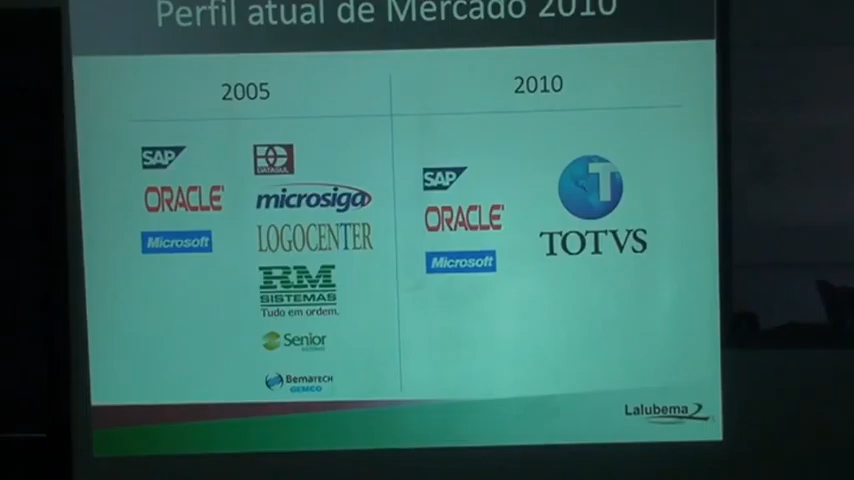 Perfil atual de Mercado 2010
2005
SAP
ORACLE
Microsoft
DATASUL
microsiga
LOGOCENTER
RM
SISTEMAS
Tudo em ordem.
Senior
BEMATECH
GEMCO
2010
SAP
ORACLE
Microsoft
T
TOTVS
Lalubema